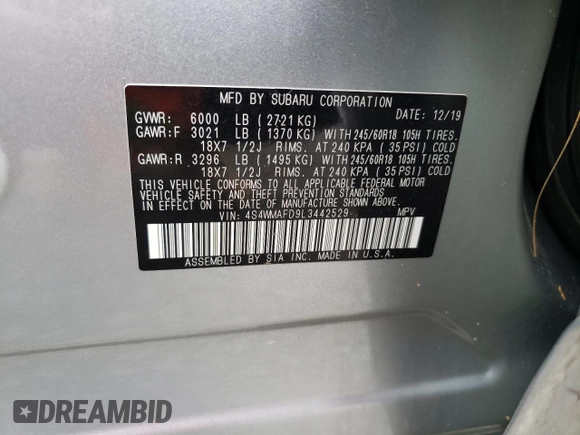 MFD BY SUBARU CORPORATION
GVWR: 6000 LB ( 2721 KG) DATE: 12/19
GAWR:F 3021 LB ( 1370 KG) WITH 245/60R18 105H TIRES.
18X7 1/2J RIMS. AT 240 KPA ( 35 PSI) COLD
GAWR: R 3296 LB ( 1495 KG) WITH 245/60R18 105H TIRES.
18X7 1/2J RIMS. AT 240 KPA ( 35 PSI) COLD
THIS VEHICLE CONFORMS TO ALL APPLICABLE FEDERAL MOTOR
VEHICLE SAFETY AND THEFT PREVENTION STANDARDS IN EFFECT
ON THE DATE OF MANUFACTURE SHOWN ABOVE.
VIN: 4S4WMAFD9L3442529 MPV
ASSEMBLED BY SIA INC. MADE IN U.S.A.
DREAMBID